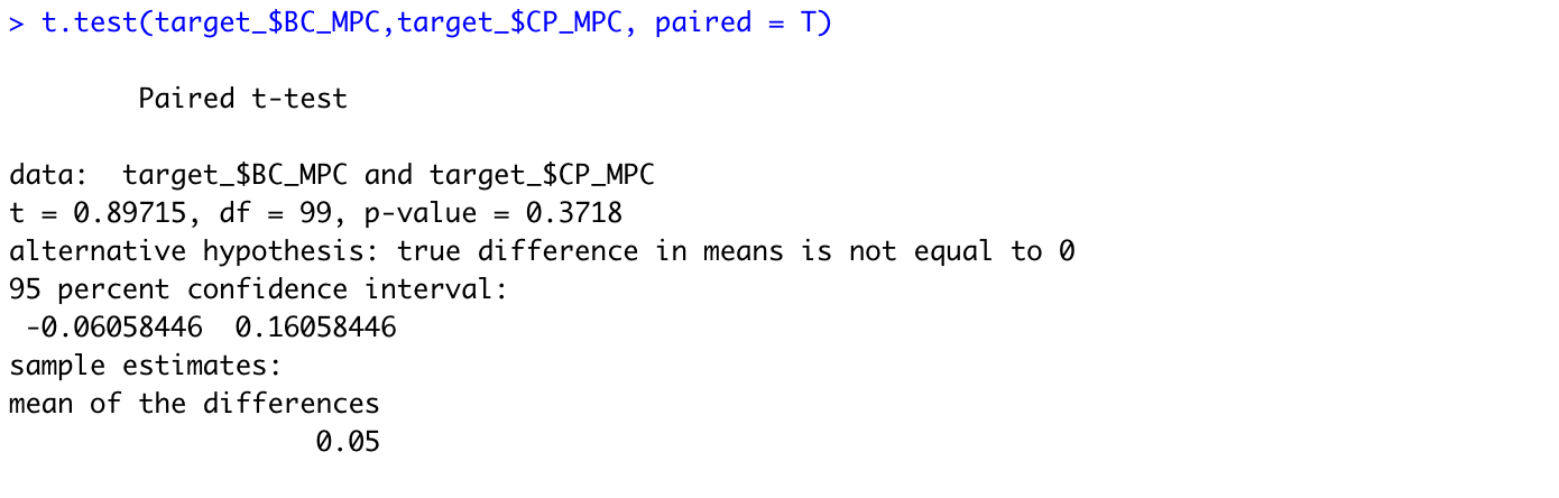 > t.test(target_$BC_MPC,target_$CP_MPC, paired = T)
Paired t-test
data:  target_$BC_MPC and target_$CP_MPC
t = 0.89715, df = 99, p-value = 0.3718
alternative hypothesis: true difference in means is not equal to 0
95 percent confidence interval:
-0.06058446  0.16058446
sample estimates:
mean of the differences
0.05